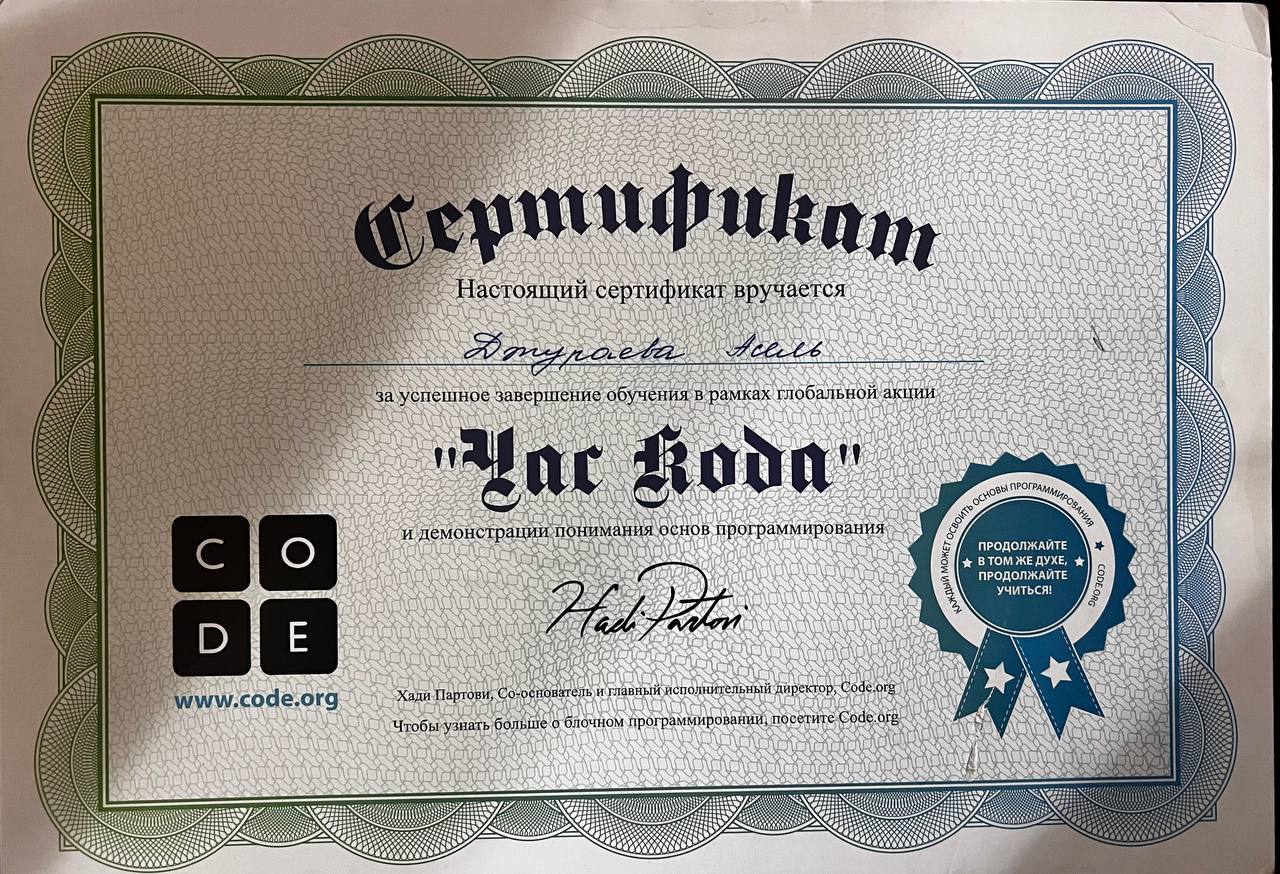 Сертификат
Настоящий сертификат вручается
Джураева Асель
за успешное завершение обучения в рамках глобальной акции
"Час Кода"
и демонстрации понимания основ программирования
КАЖДЫЙ МОЖЕТ ОСВОИТЬ ОСНОВЫ ПРОГРАММИРОВАНИЯ
CODE.ORG
ПРОДОЛЖАЙТЕ
В ТОМ ЖЕ ДУХЕ,
ПРОДОЛЖАЙТЕ
УЧИТЬСЯ!
C O
D E
www.code.org
Hadi Partovi
Хади Партови, Со-основатель и главный исполнительный директор, Code.org
Чтобы узнать больше о блочном программировании, посетите Code.org